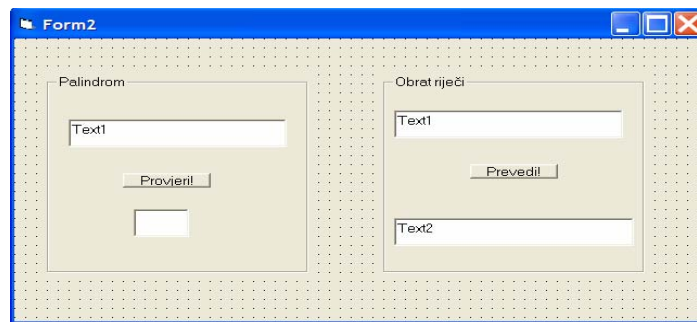 Form2
Palindrom
Text1
Provjeri!
Obrat riječi
Text1
Prevedi!
Text2